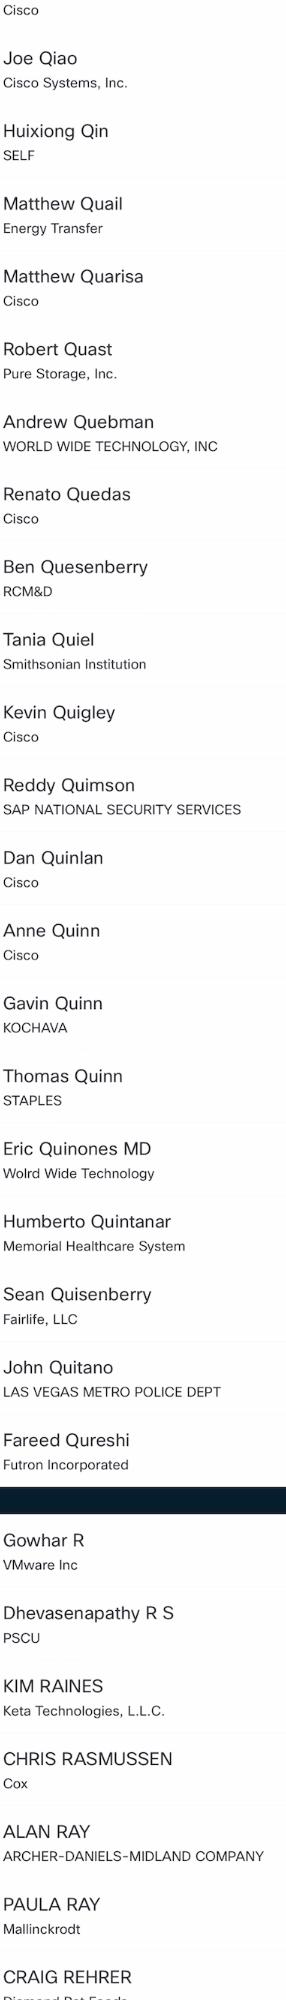 Cisco
Joe Qiao
Cisco Systems, Inc.
Huixiong Qin
SELF
Matthew Quail
Energy Transfer
Matthew Quarisa
Cisco
Robert Quast
Pure Storage, Inc.
Andrew Quebman
WORLD WIDE TECHNOLOGY, INC
Renato Quedas
Cisco
Ben Quesenberry
RCM&D
Tania Quiel
Smithsonian Institution
Kevin Quigley
Cisco
Reddy Quimson
SAP NATIONAL SECURITY SERVICES
Dan Quinlan
Cisco
Anne Quinn
Cisco
Gavin Quinn
KOCHAVA
Thomas Quinn
STAPLES
Eric Quinones MD
Wolrd Wide Technology
Humberto Quintanar
Memorial Healthcare System
Sean Quisenberry
Fairlife, LLC
John Quitano
LAS VEGAS METRO POLICE DEPT
Fareed Qureshi
Futron Incorporated
Gowhar R
VMware Inc
Dhevasenapathy R S
PSCU
KIM RAINES
Keta Technologies, L.L.C.
CHRIS RASMUSSEN
Cox
ALAN RAY
ARCHER-DANIELS-MIDLAND COMPANY
PAULA RAY
Mallinckrodt
CRAIG REHRER